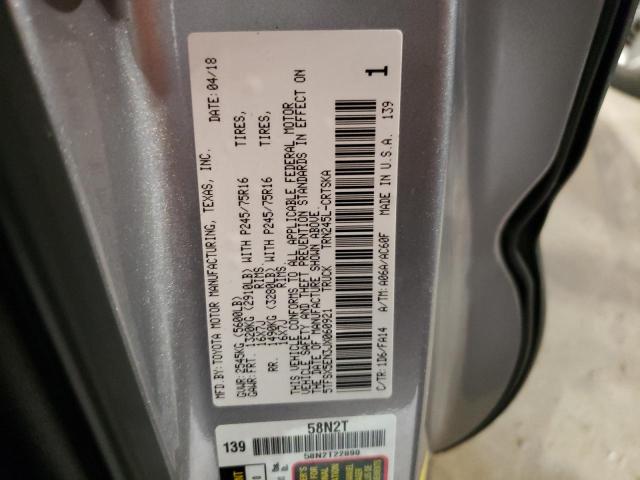 MFD. BY: TOYOTA MOTOR MANUFACTURING, TEXAS, INC. DATE: 04/18
GVWR: 2545KG (5600LB)
GAWR: FRT. 1320KG (2910LB) WITH P245/75R16 TIRES,
16X7J RIMS,
RR. 1490KG (3280LB) WITH P245/75R16 TIRES,
16X7J RIMS.
THIS VEHICLE CONFORMS TO ALL APPLICABLE FEDERAL MOTOR
VEHICLE SAFETY AND THEFT PREVENTION STANDARDS IN EFFECT ON
THE DATE OF MANUFACTURE SHOWN ABOVE.
5TFSX5EN3JX060921 TRUCK TRN245L-CRTSKA
C/TR: 1D6/FA14 A/TM: A06A/AC60F MADE IN U.S.A. 139
1
58N2T
139
58N2T22090